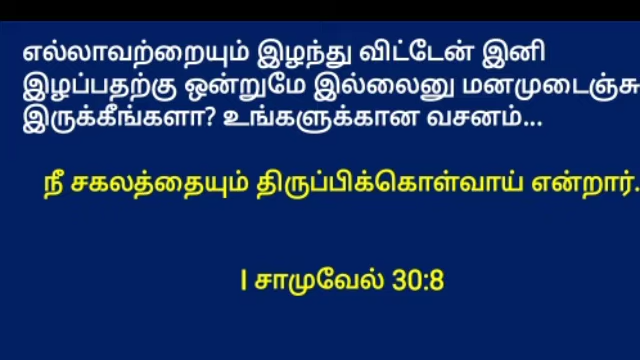 எல்லாவற்றையும் இழந்து விட்டேன் இனி
இழப்பதற்கு ஒன்றுமே இல்லைனு மனமுடைஞ்சு
இருக்கீங்களா? உங்களுக்கான வசனம்...
நீ சகலத்தையும் திருப்பிக்கொள்வாய் என்றார்.
I சாமுவேல் 30:8